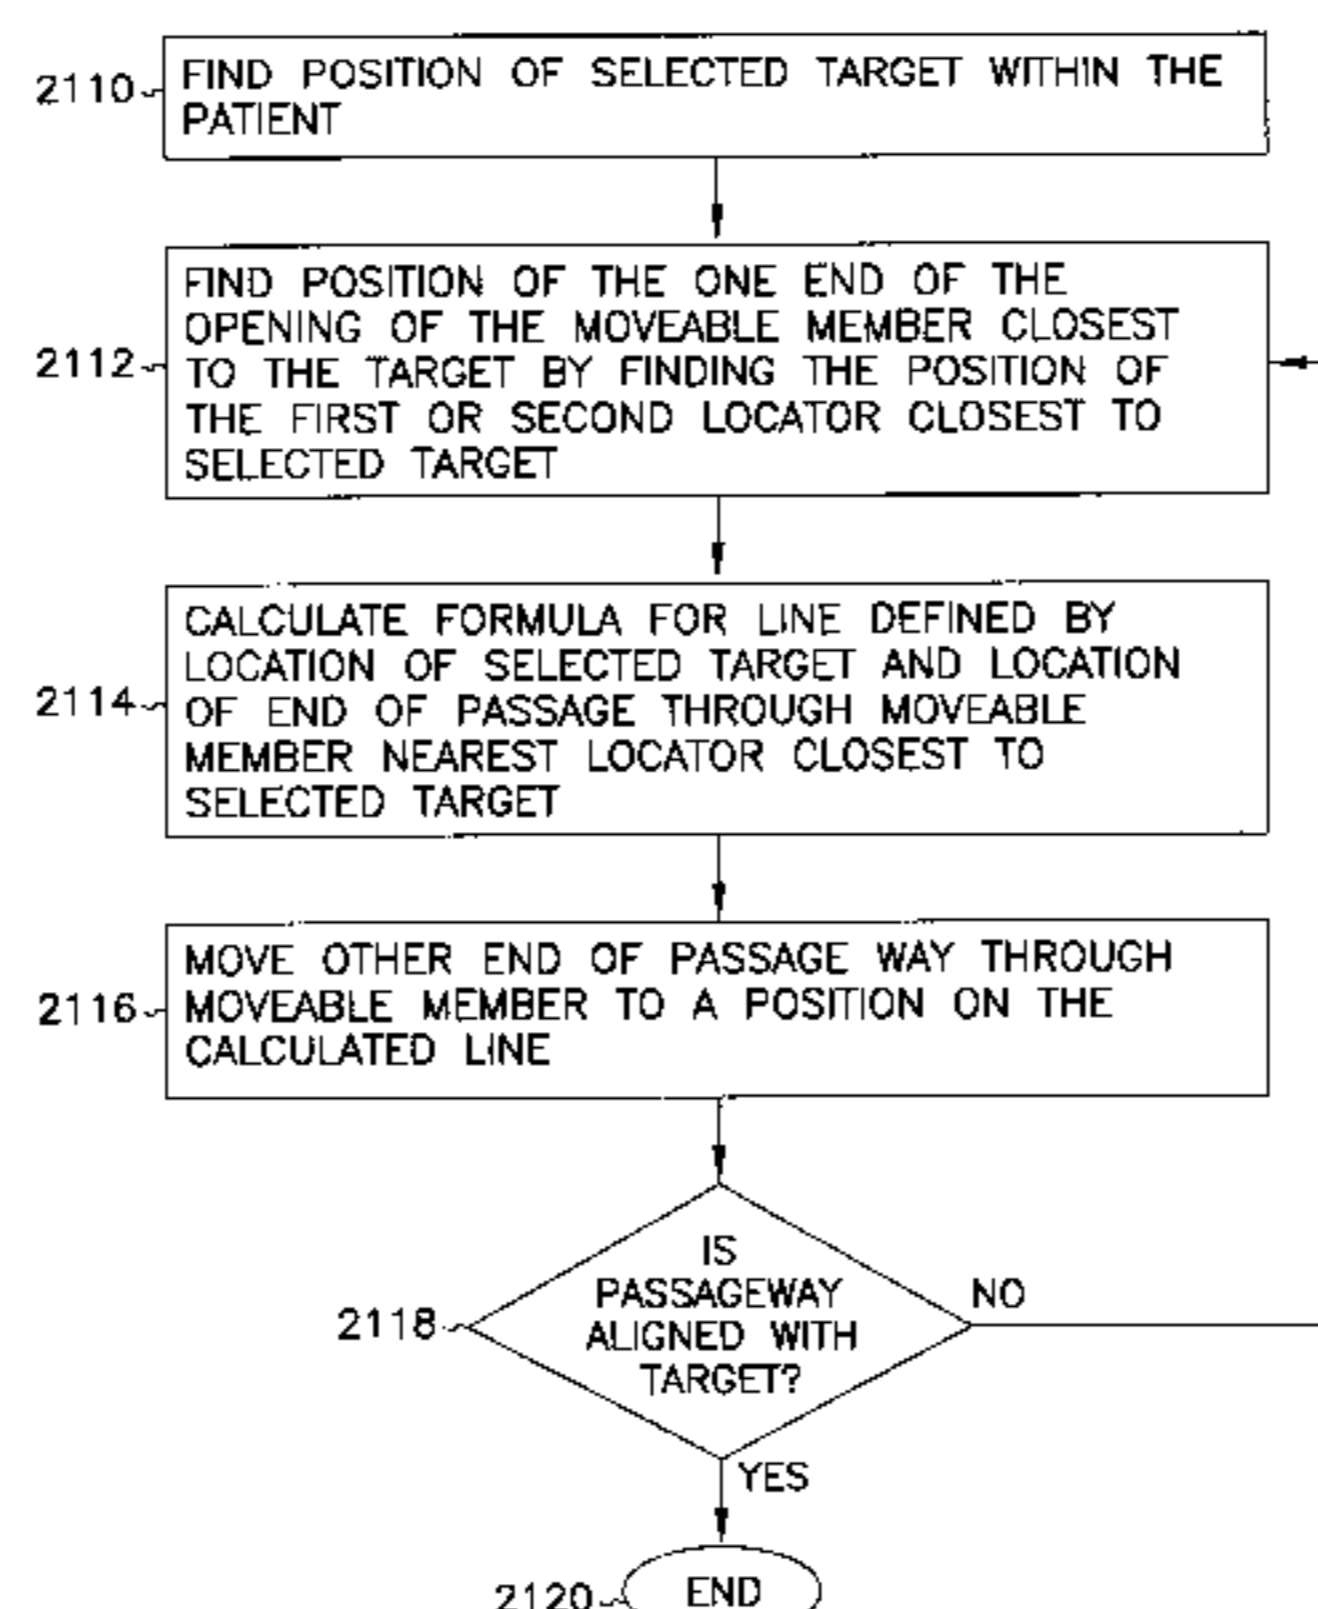 2110
FIND POSITION OF SELECTED TARGET WITHIN THE
PATIENT
2112
FIND POSITION OF THE ONE END OF THE
OPENING OF THE MOVEABLE MEMBER CLOSEST
TO THE TARGET BY FINDING THE POSITION OF
THE FIRST OR SECOND LOCATOR CLOSEST TO
SELECTED TARGET
2114
CALCULATE FORMULA FOR LINE DEFINED BY
LOCATION OF SELECTED TARGET AND LOCATION
OF END OF PASSAGE THROUGH MOVEABLE
MEMBER NEAREST LOCATOR CLOSEST TO
SELECTED TARGET
2116
MOVE OTHER END OF PASSAGE WAY THROUGH
MOVEABLE MEMBER TO A POSITION ON THE
CALCULATED LINE
2118
IS
PASSAGEWAY
ALIGNED WITH
TARGET?
NO
YES
2120
END